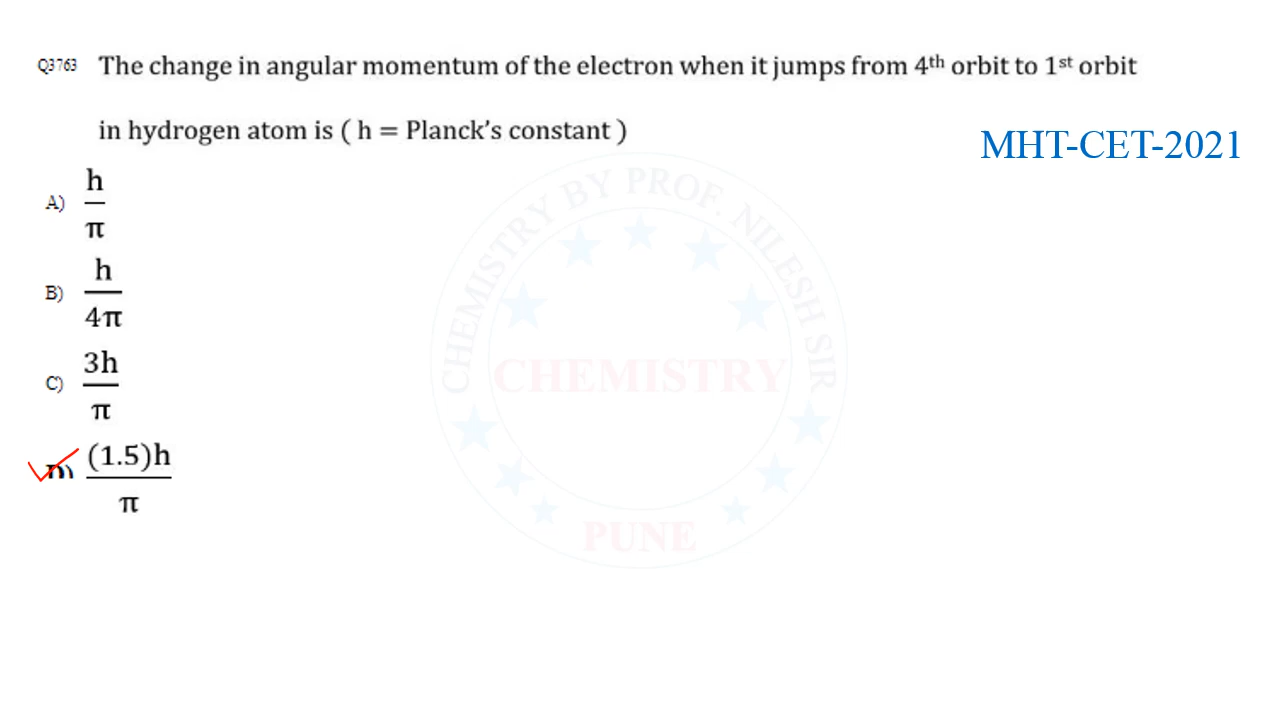 Q3763 The change in angular momentum of the electron when it jumps from 4ᵗʰ orbit to 1ˢᵗ orbit
in hydrogen atom is ( h = Planck’s constant )
MHT-CET-2021
A) h/π
B) h/4π
C) 3h/π
D) (1.5)h/π
CHEMISTRY BY PROF. NILESH SIR
CHEMISTRY
PUNE